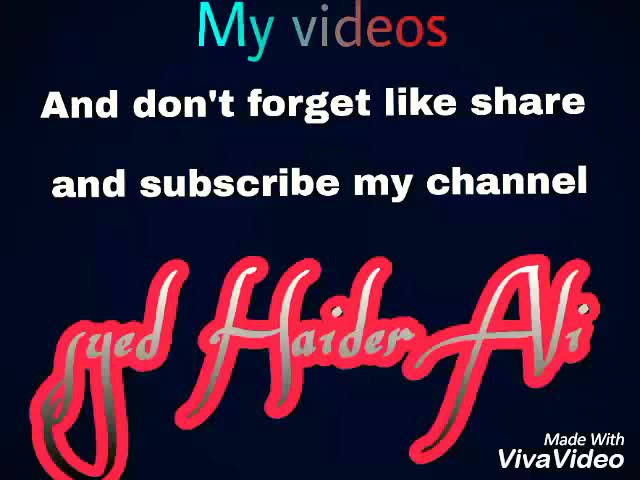 My videos
And don't forget like share
and subscribe my channel
Syed Haider Ali
Made With
VivaVideo